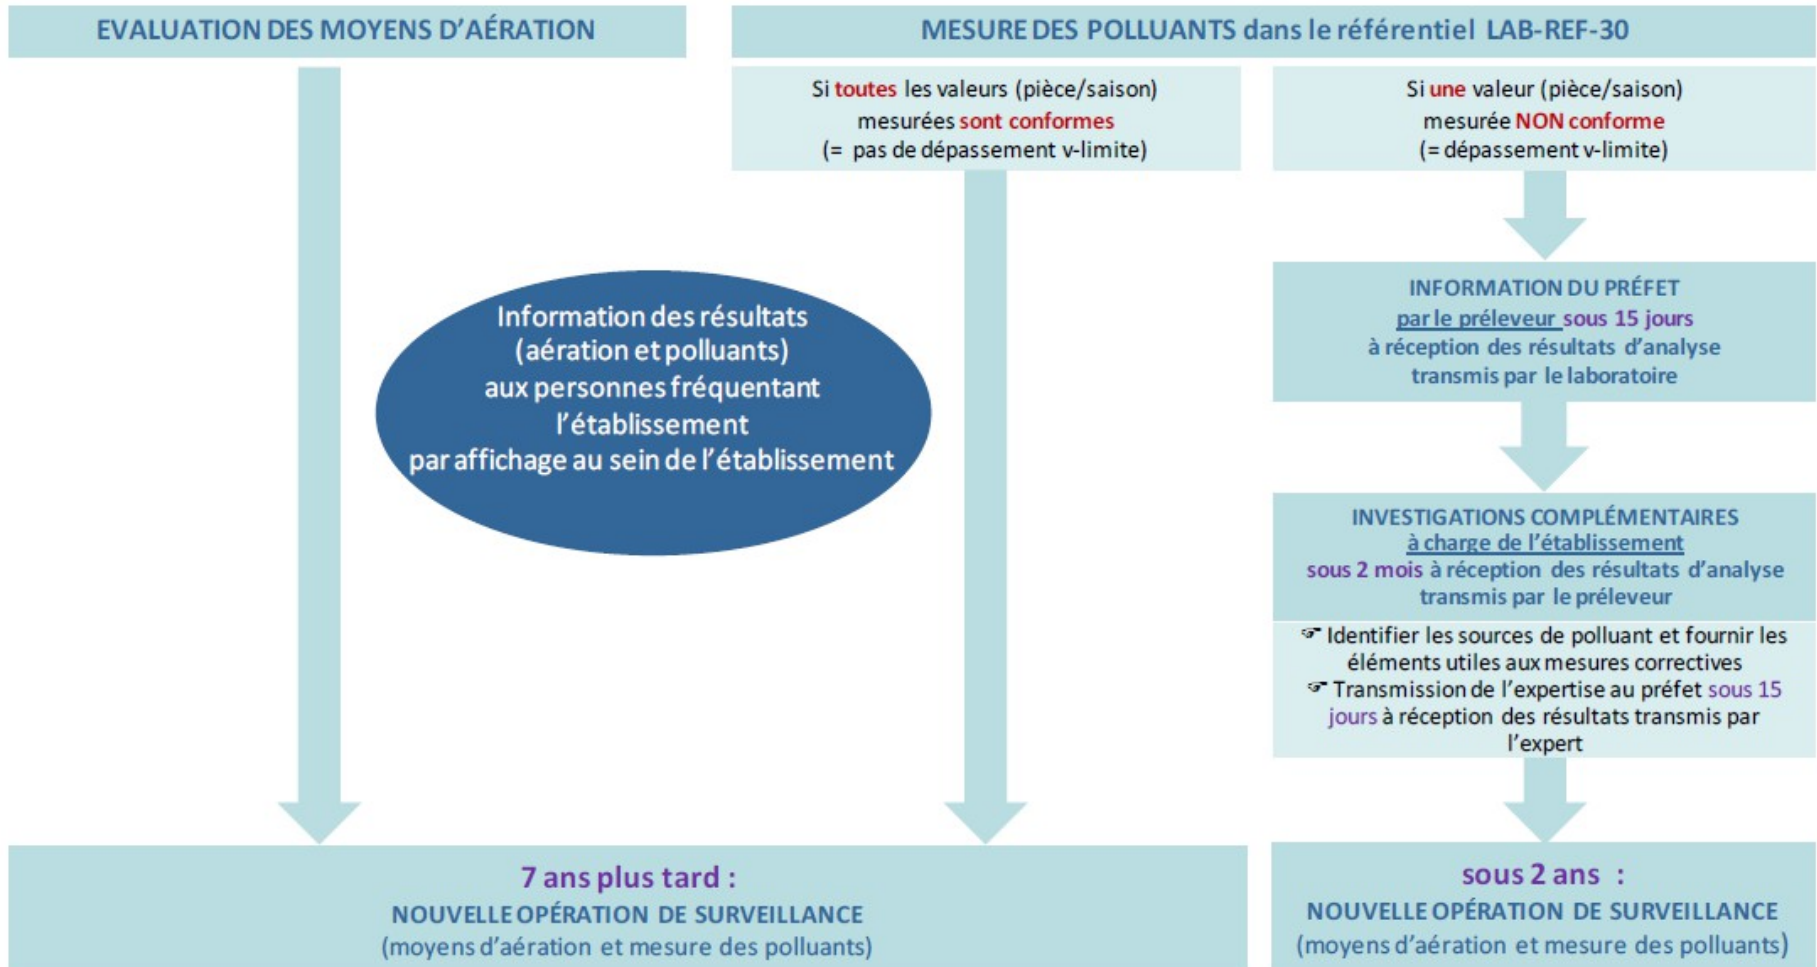 EVALUATION DES MOYENS D'AÉRATION
MESURE DES POLLUANTS dans le référentiel LAB-REF-30
Si toutes les valeurs (pièce/saison)
mesurées sont conformes
(= pas de dépassement v-limite)
Si une valeur (pièce/saison)
mesurée NON conforme
(= dépassement v-limite)
Information des résultats
(aération et polluants)
aux personnes fréquentant
l'établissement
par affichage au sein de l'établissement
INFORMATION DU PRÉFET
par le préleveur sous 15 jours
à réception des résultats d'analyse
transmis par le laboratoire
INVESTIGATIONS COMPLÉMENTAIRES
à charge de l'établissement
sous 2 mois à réception des résultats d'analyse
transmis par le préleveur
☞ Identifier les sources de polluant et fournir les
éléments utiles aux mesures correctives
☞ Transmission de l'expertise au préfet sous 15
jours à réception des résultats transmis par
l'expert
7 ans plus tard :
NOUVELLE OPÉRATION DE SURVEILLANCE
(moyens d'aération et mesure des polluants)
sous 2 ans :
NOUVELLE OPÉRATION DE SURVEILLANCE
(moyens d'aération et mesure des polluants)